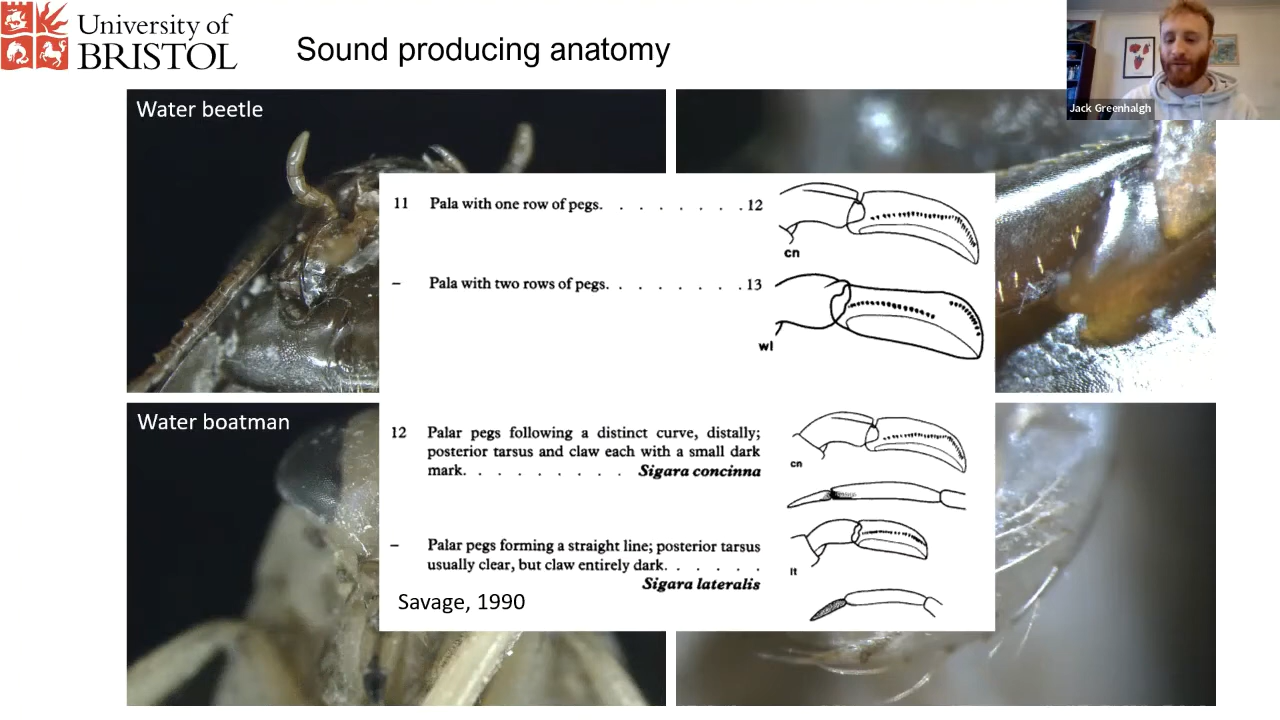 University of
BRISTOL
Sound producing anatomy
Jack Greenhalgh
Water beetle
11 Pala with one row of pegs. . . . . . . . 12
cn
– Pala with two rows of pegs. . . . . . . . 13
wl
Water boatman
12 Palar pegs following a distinct curve, distally;
posterior tarsus and claw each with a small dark
mark. . . . . . . . . Sigara concinna
cn
– Palar pegs forming a straight line; posterior tarsus
usually clear, but claw entirely dark. . . . . .
Sigara lateralis
lt
Savage, 1990